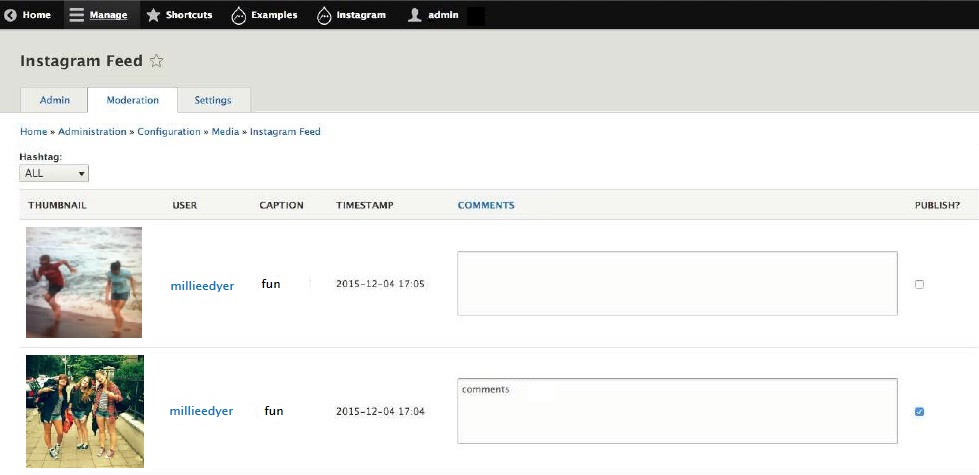 Home Manage Shortcuts Examples Instagram admin
Instagram Feed
Admin Moderation Settings
Home » Administration » Configuration » Media » Instagram Feed
Hashtag:
ALL
THUMBNAIL USER CAPTION TIMESTAMP COMMENTS PUBLISH?
millieedyer fun 2015-12-04 17:05
comments
millieedyer fun 2015-12-04 17:04